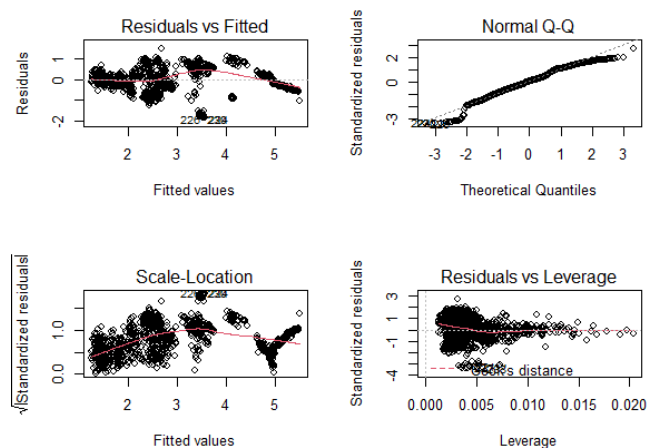 Residuals vs Fitted
Residuals
0
-2
2 3 4 5
Fitted values
Normal Q-Q
Standardized residuals
2
0
-3
-3 -2 -1 0 1 2 3
Theoretical Quantiles
Scale-Location
√|Standardized residuals|
1.0
0.0
2 3 4 5
Fitted values
Residuals vs Leverage
Standardized residuals
3
1
-1
-4
Cook's distance
0.000 0.005 0.010 0.015 0.020
Leverage